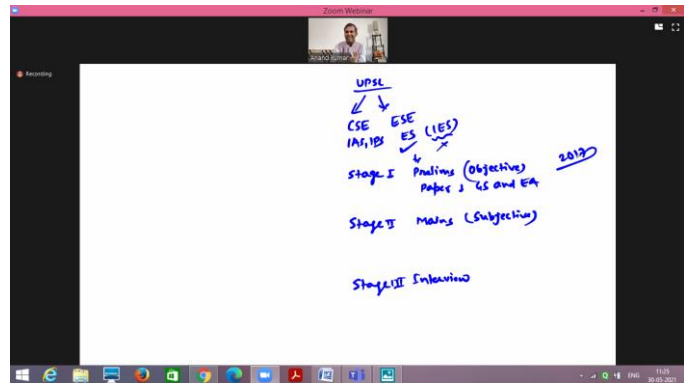 Zoom Webinar
Anand Kumar
Recording
UPSC
CSE ESE
IAS, IPS ES (IES)
2017
Stage I Prelims (Objective)
Paper 1 GS and EA
Stage II Mains (Subjective)
Stage III Interview
ENG
11:25
30-05-2021